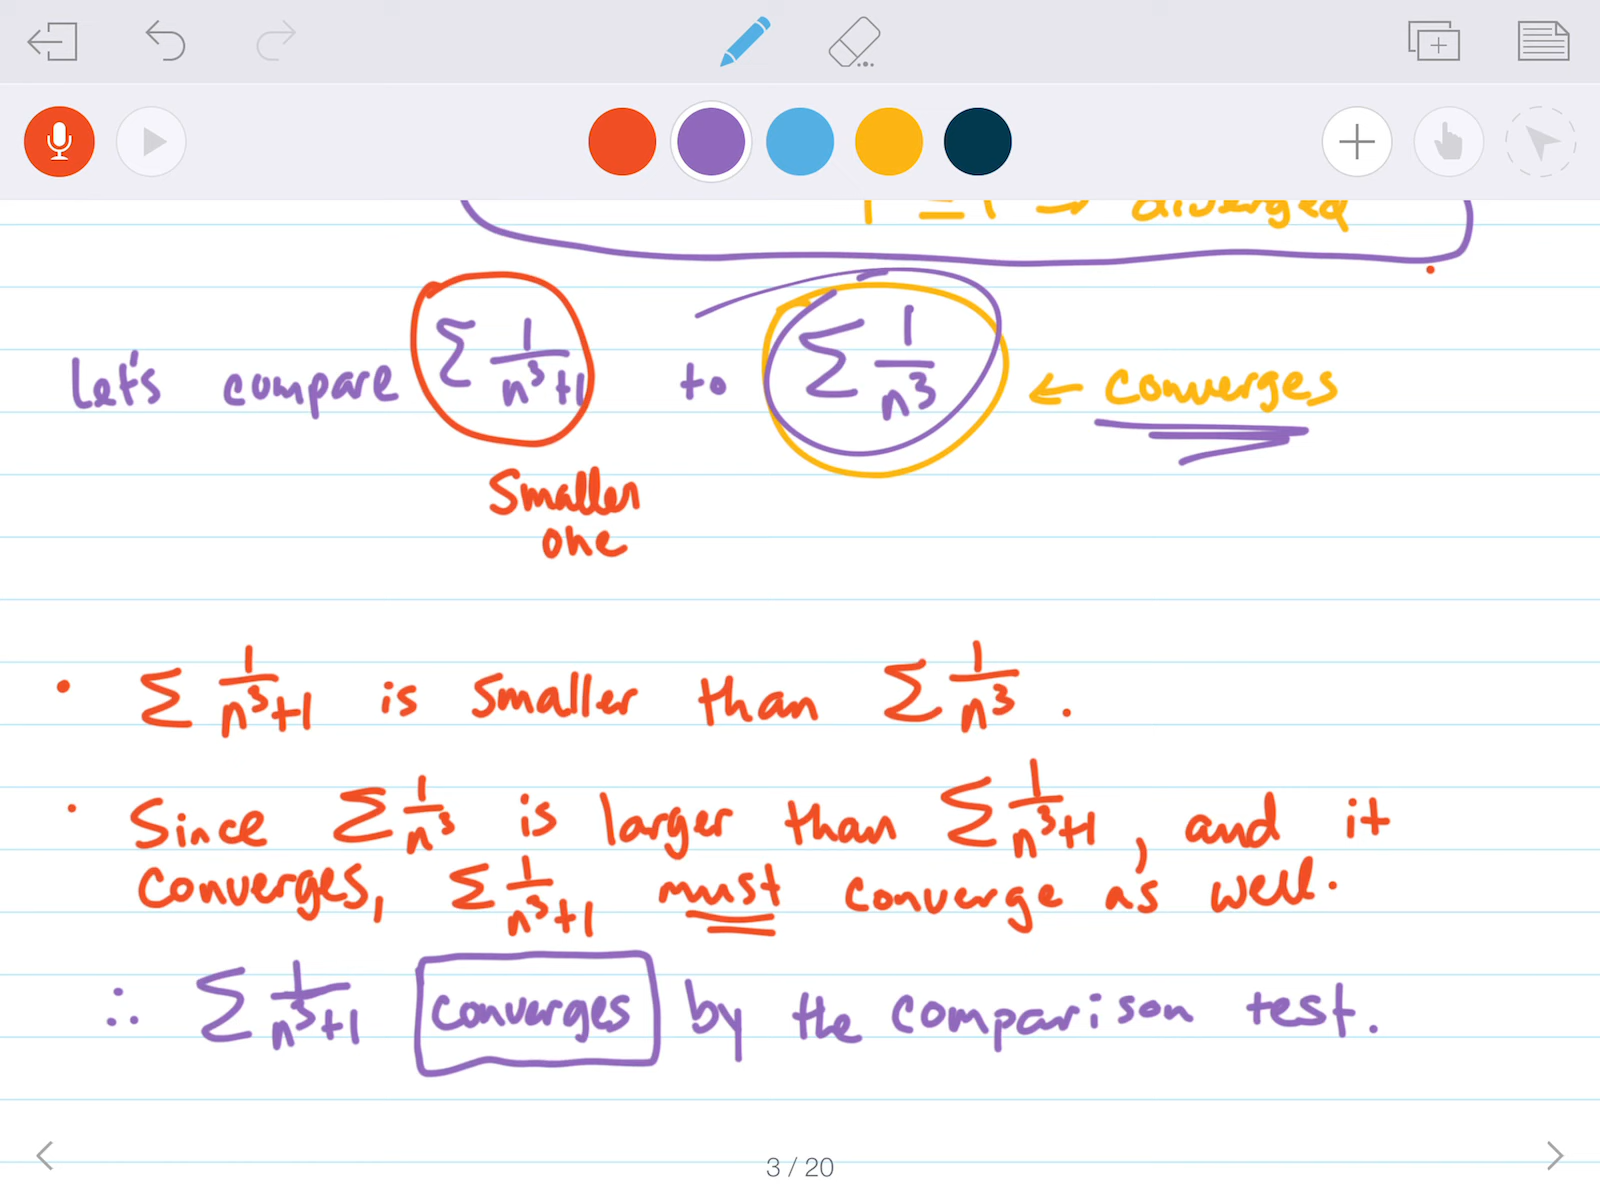 P ≤ 1 → diverged
Let's compare Σ 1/n³+1 to Σ 1/n³ ← Converges
Smaller
one
· Σ 1/n³+1 is smaller than Σ 1/n³ .
· Since Σ 1/n³ is larger than Σ 1/n³+1 , and it
converges, Σ 1/n³+1 must converge as well.
∴ Σ 1/n³+1 converges by the comparison test.
3 / 20